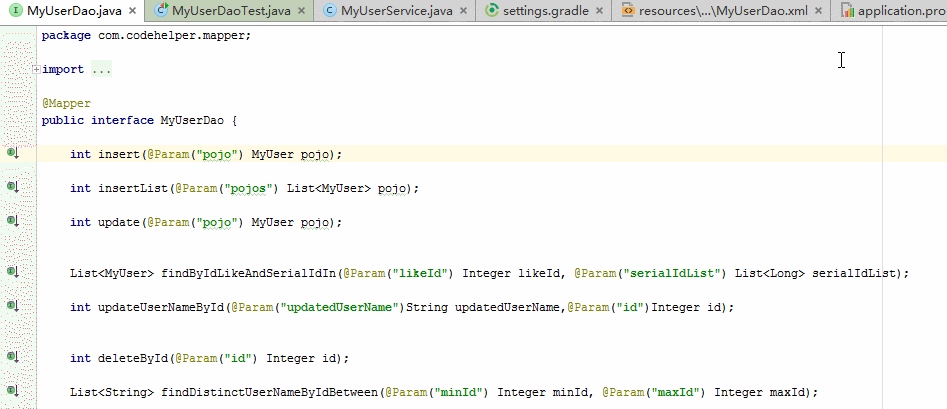 MyUserDao.java × MyUserDaoTest.java × MyUserService.java × settings.gradle × resources\...\MyUserDao.xml × application.pro
package com.codehelper.mapper;
import ...
@Mapper
public interface MyUserDao {
int insert(@Param("pojo") MyUser pojo);
int insertList(@Param("pojos") List<MyUser> pojo);
int update(@Param("pojo") MyUser pojo);
List<MyUser> findByIdLikeAndSerialIdIn(@Param("likeId") Integer likeId, @Param("serialIdList") List<Long> serialIdList);
int updateUserNameById(@Param("updatedUserName")String updatedUserName,@Param("id")Integer id);
int deleteById(@Param("id") Integer id);
List<String> findDistinctUserNameByIdBetween(@Param("minId") Integer minId, @Param("maxId") Integer maxId);